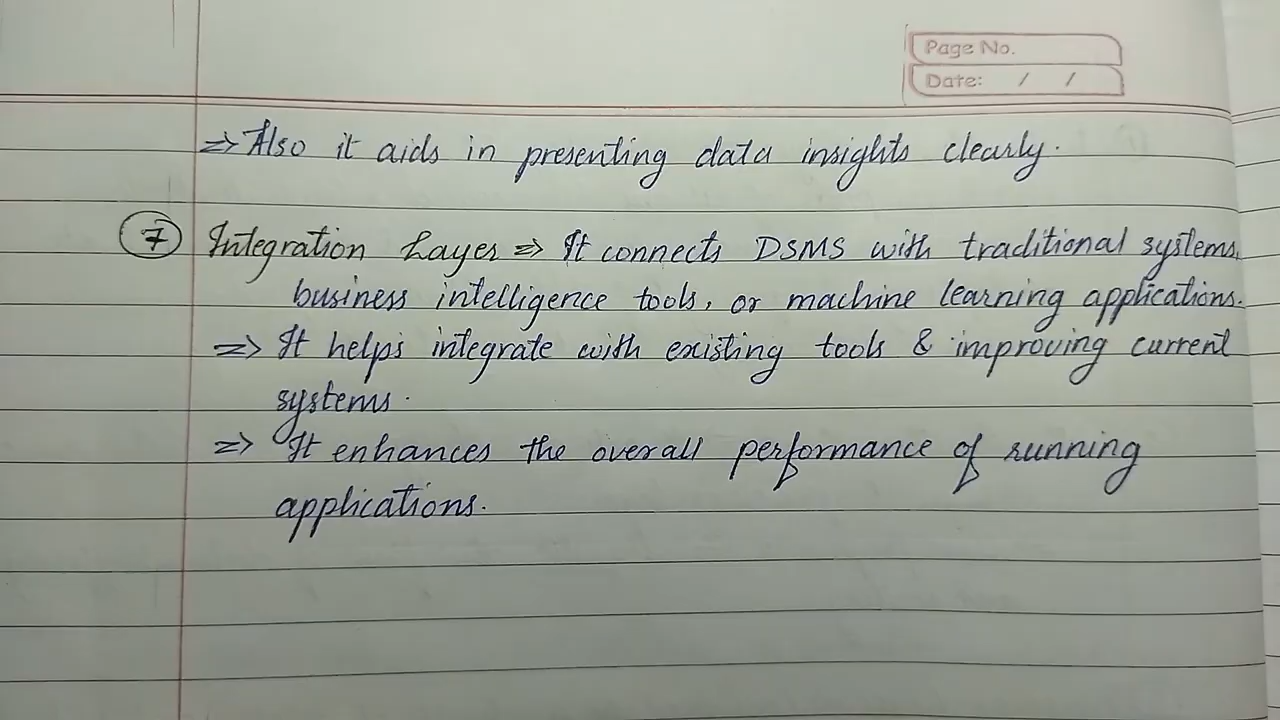 Page No.
Date: / /
⇒ Also it aids in presenting data insights clearly.
7 Integration Layer ⇒ It connects DSMS with traditional systems,
business intelligence tools, or machine learning applications.
⇒ It helps integrate with existing tools & improving current
systems.
⇒ It enhances the overall performance of running
applications.